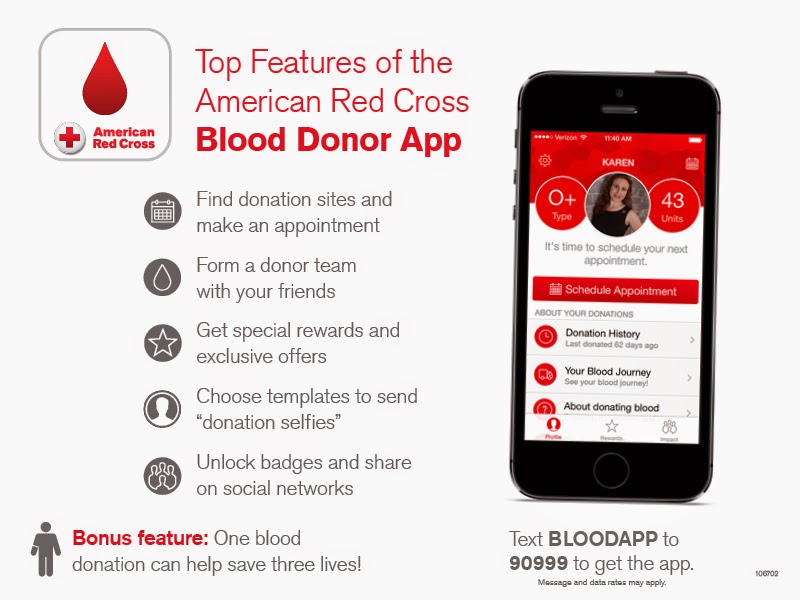 American
Red Cross
Top Features of the
American Red Cross
Blood Donor App
Find donation sites and
make an appointment
Form a donor team
with your friends
Get special rewards and
exclusive offers
Choose templates to send
“donation selfies”
Unlock badges and share
on social networks
Bonus feature: One blood
donation can help save three lives!
Verizon 11:40 AM
KAREN
O+
Type
43
Units
It's time to schedule your next
appointment.
Schedule Appointment
ABOUT YOUR DONATIONS
Donation History
Last donated 62 days ago
Your Blood Journey
See your blood journey!
About donating blood
Profile Rewards Impact
Text BLOODAPP to
90999 to get the app.
Message and data rates may apply.
106702